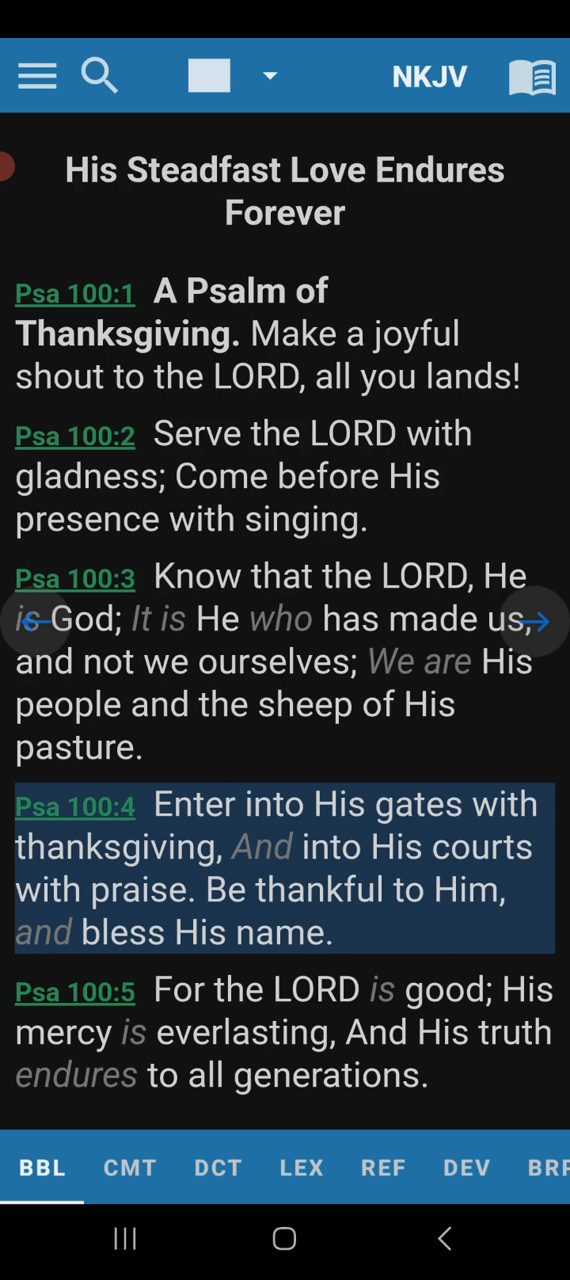 NKJV
His Steadfast Love Endures
Forever
Psa 100:1 A Psalm of
Thanksgiving. Make a joyful
shout to the LORD, all you lands!
Psa 100:2 Serve the LORD with
gladness; Come before His
presence with singing.
Psa 100:3 Know that the LORD, He
is God; It is He who has made us,
and not we ourselves; We are His
people and the sheep of His
pasture.
Psa 100:4 Enter into His gates with
thanksgiving, And into His courts
with praise. Be thankful to Him,
and bless His name.
Psa 100:5 For the LORD is good; His
mercy is everlasting, And His truth
endures to all generations.
BBL CMT DCT LEX REF DEV